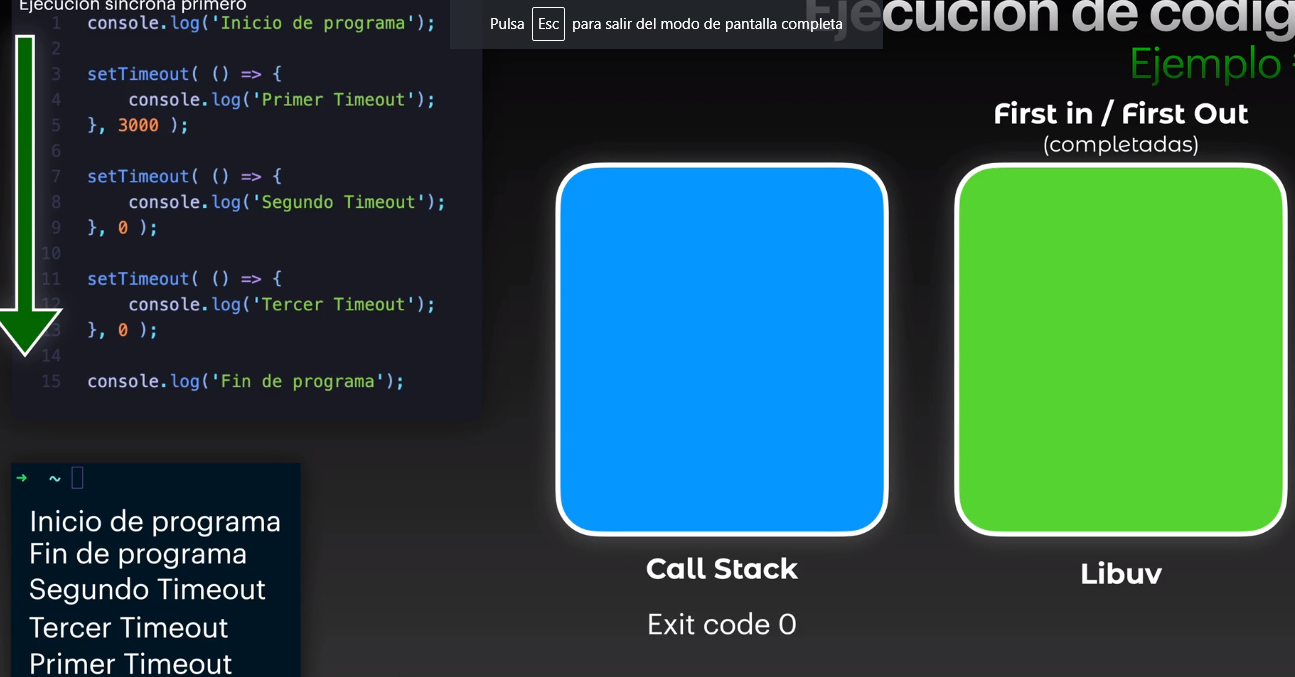 Ejecución síncrona primero
1 console.log('Inicio de programa');
2
3 setTimeout( () => {
4 console.log('Primer Timeout');
5 }, 3000 );
6
7 setTimeout( () => {
8 console.log('Segundo Timeout');
9 }, 0 );
10
11 setTimeout( () => {
12 console.log('Tercer Timeout');
13 }, 0 );
14
15 console.log('Fin de programa');
Pulsa Esc para salir del modo de pantalla completa
Ejecución de códig
Ejemplo
First in / First Out
(completadas)
➜ ~
Inicio de programa
Fin de programa
Segundo Timeout
Tercer Timeout
Primer Timeout
Call Stack
Exit code 0
Libuv